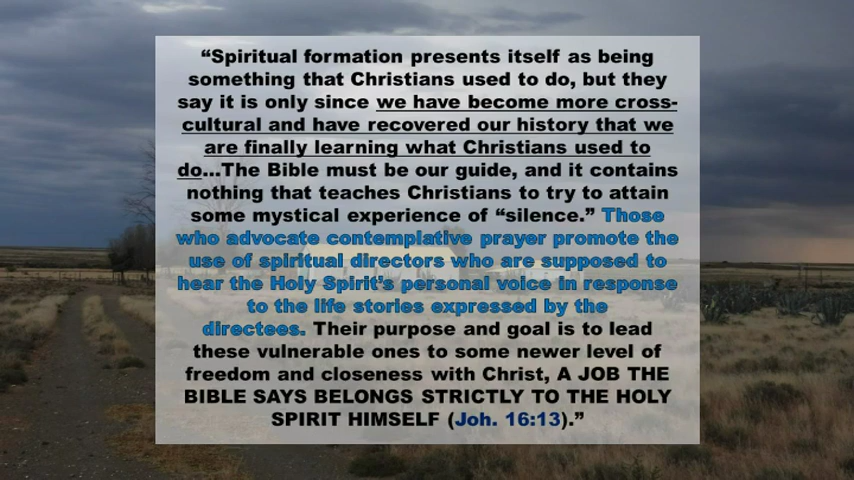 “Spiritual formation presents itself as being
something that Christians used to do, but they
say it is only since we have become more cross-
cultural and have recovered our history that we
are finally learning what Christians used to
do…The Bible must be our guide, and it contains
nothing that teaches Christians to try to attain
some mystical experience of “silence.” Those
who advocate contemplative prayer promote the
use of spiritual directors who are supposed to
hear the Holy Spirit’s personal voice in response
to the life stories expressed by the
directees. Their purpose and goal is to lead
these vulnerable ones to some newer level of
freedom and closeness with Christ, A JOB THE
BIBLE SAYS BELONGS STRICTLY TO THE HOLY
SPIRIT HIMSELF (Joh. 16:13).”